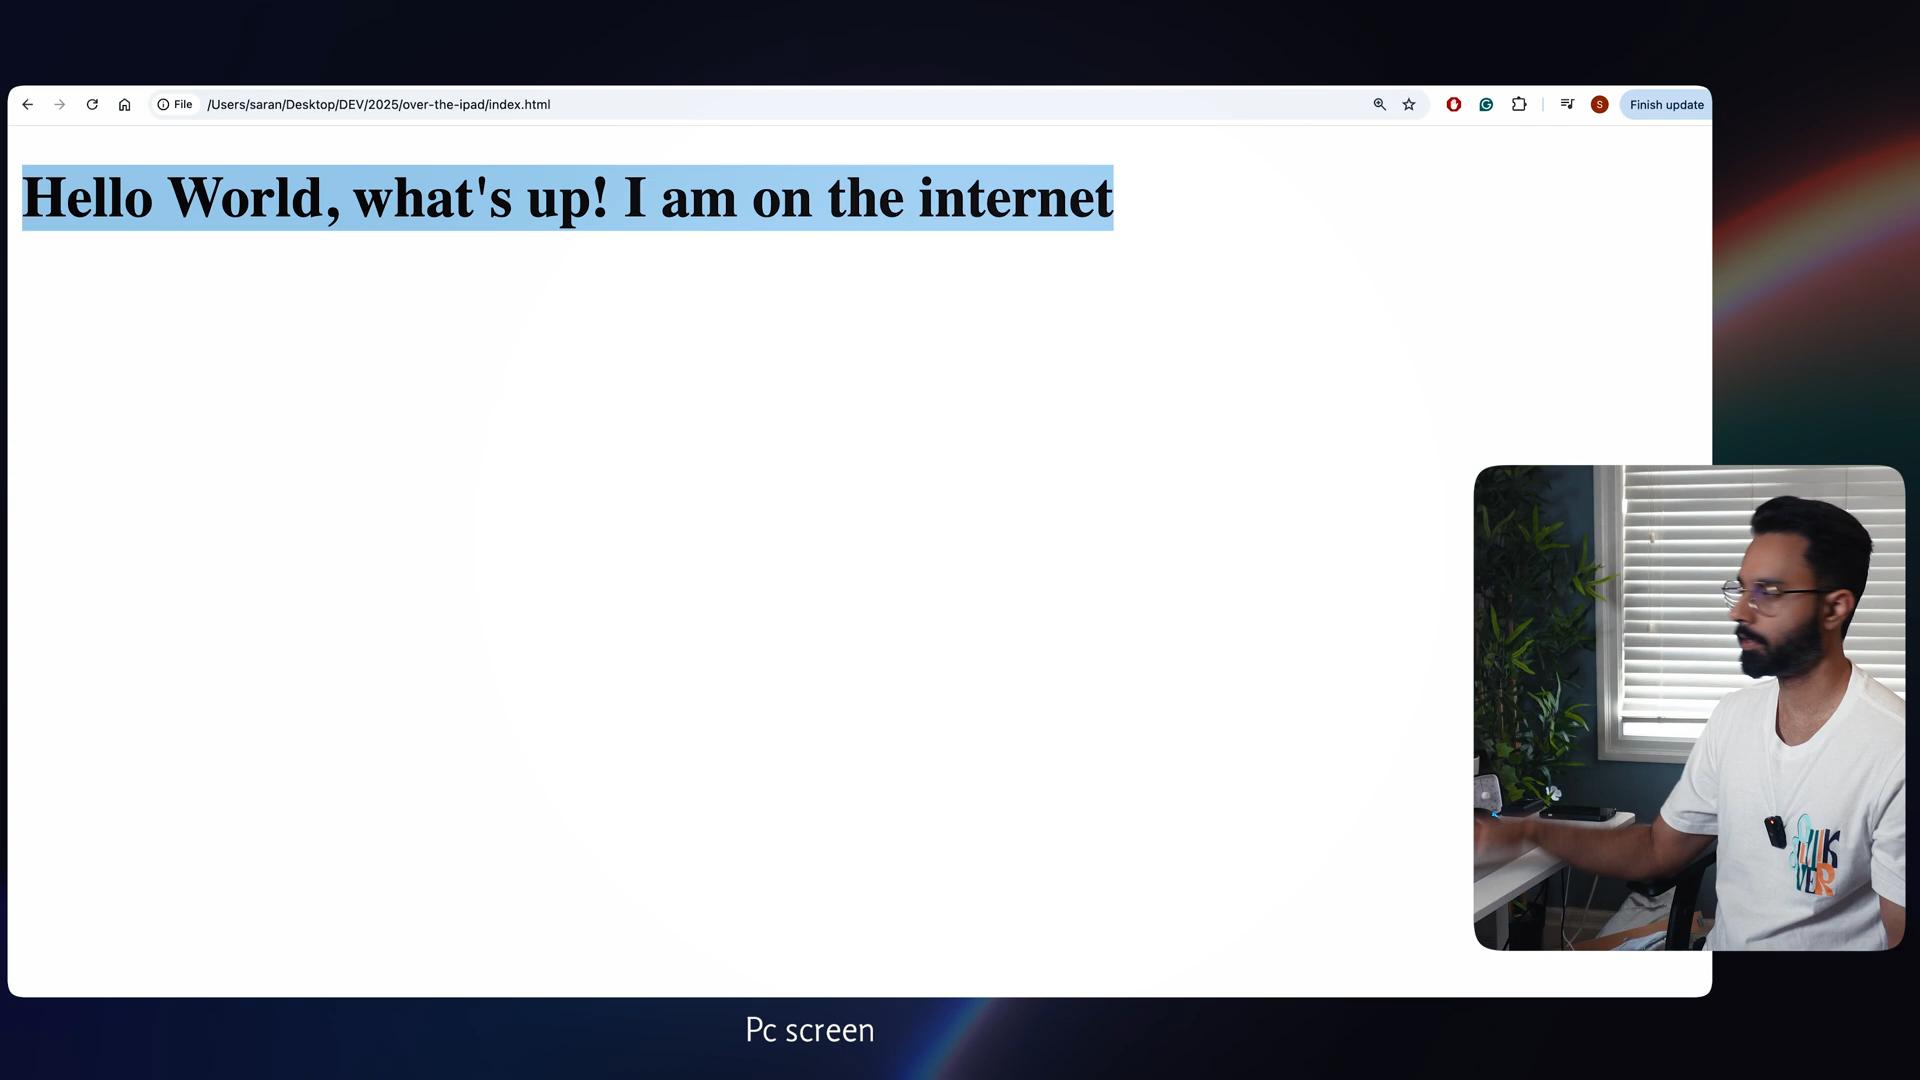 File
/Users/saran/Desktop/DEV/2025/over-the-ipad/index.html
S
Finish update
Hello World, what's up! I am on the internet
Pc screen